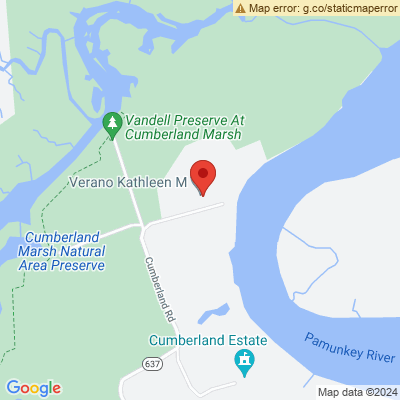 Map error: g.co/staticmaperror
Vandell Preserve At
Cumberland Marsh
Verano Kathleen M
Cumberland
Marsh Natural
Area Preserve
Cumberland Rd
Cumberland Estate
Pamunkey River
637
Google
Map data ©2024